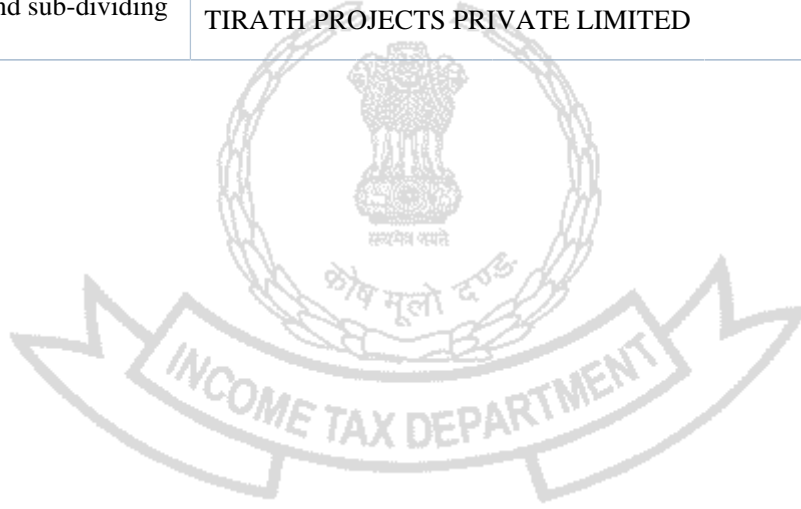 nd sub-dividing
TIRATH PROJECTS PRIVATE LIMITED
सत्यमेव जयते
कोष मूलो दण्डः
INCOME TAX DEPARTMENT